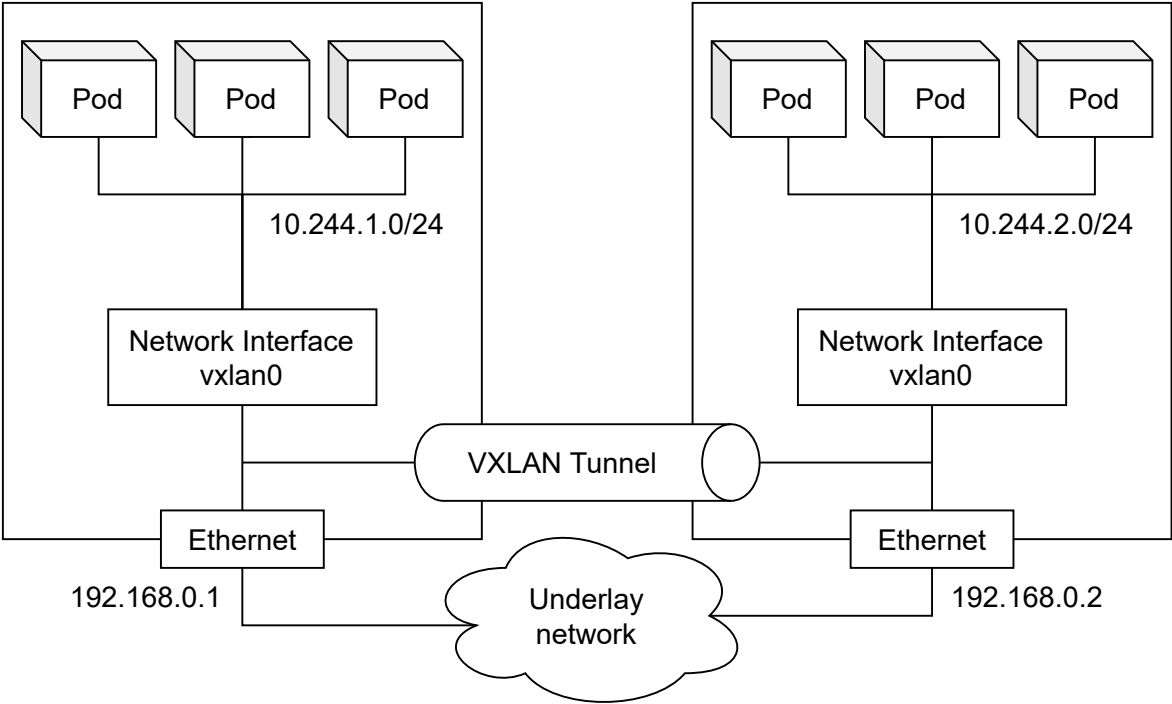 Pod
Pod
Pod
Pod
Pod
Pod
10.244.1.0/24
10.244.2.0/24
Network Interface
vxlan0
Network Interface
vxlan0
VXLAN Tunnel
Ethernet
Ethernet
192.168.0.1
Underlay
network
192.168.0.2